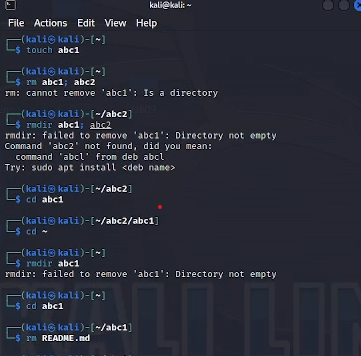 kali@kali: ~
File Actions Edit View Help
┌──(kali㉿kali)-[~]
└─$ touch abc1
┌──(kali㉿kali)-[~]
└─$ rm abc1; abc2
rm: cannot remove 'abc1': Is a directory
┌──(kali㉿kali)-[~/abc2]
└─$ rmdir abc1; abc2
rmdir: failed to remove 'abc1': Directory not empty
Command 'abc2' not found, did you mean:
command 'abcl' from deb abcl
Try: sudo apt install <deb name>
┌──(kali㉿kali)-[~/abc2]
└─$ cd abc1
┌──(kali㉿kali)-[~/abc2/abc1]
└─$ cd ~
┌──(kali㉿kali)-[~]
└─$ rmdir abc1
rmdir: failed to remove 'abc1': Directory not empty
┌──(kali㉿kali)-[~]
└─$ cd abc1
┌──(kali㉿kali)-[~/abc1]
└─$ rm README.md